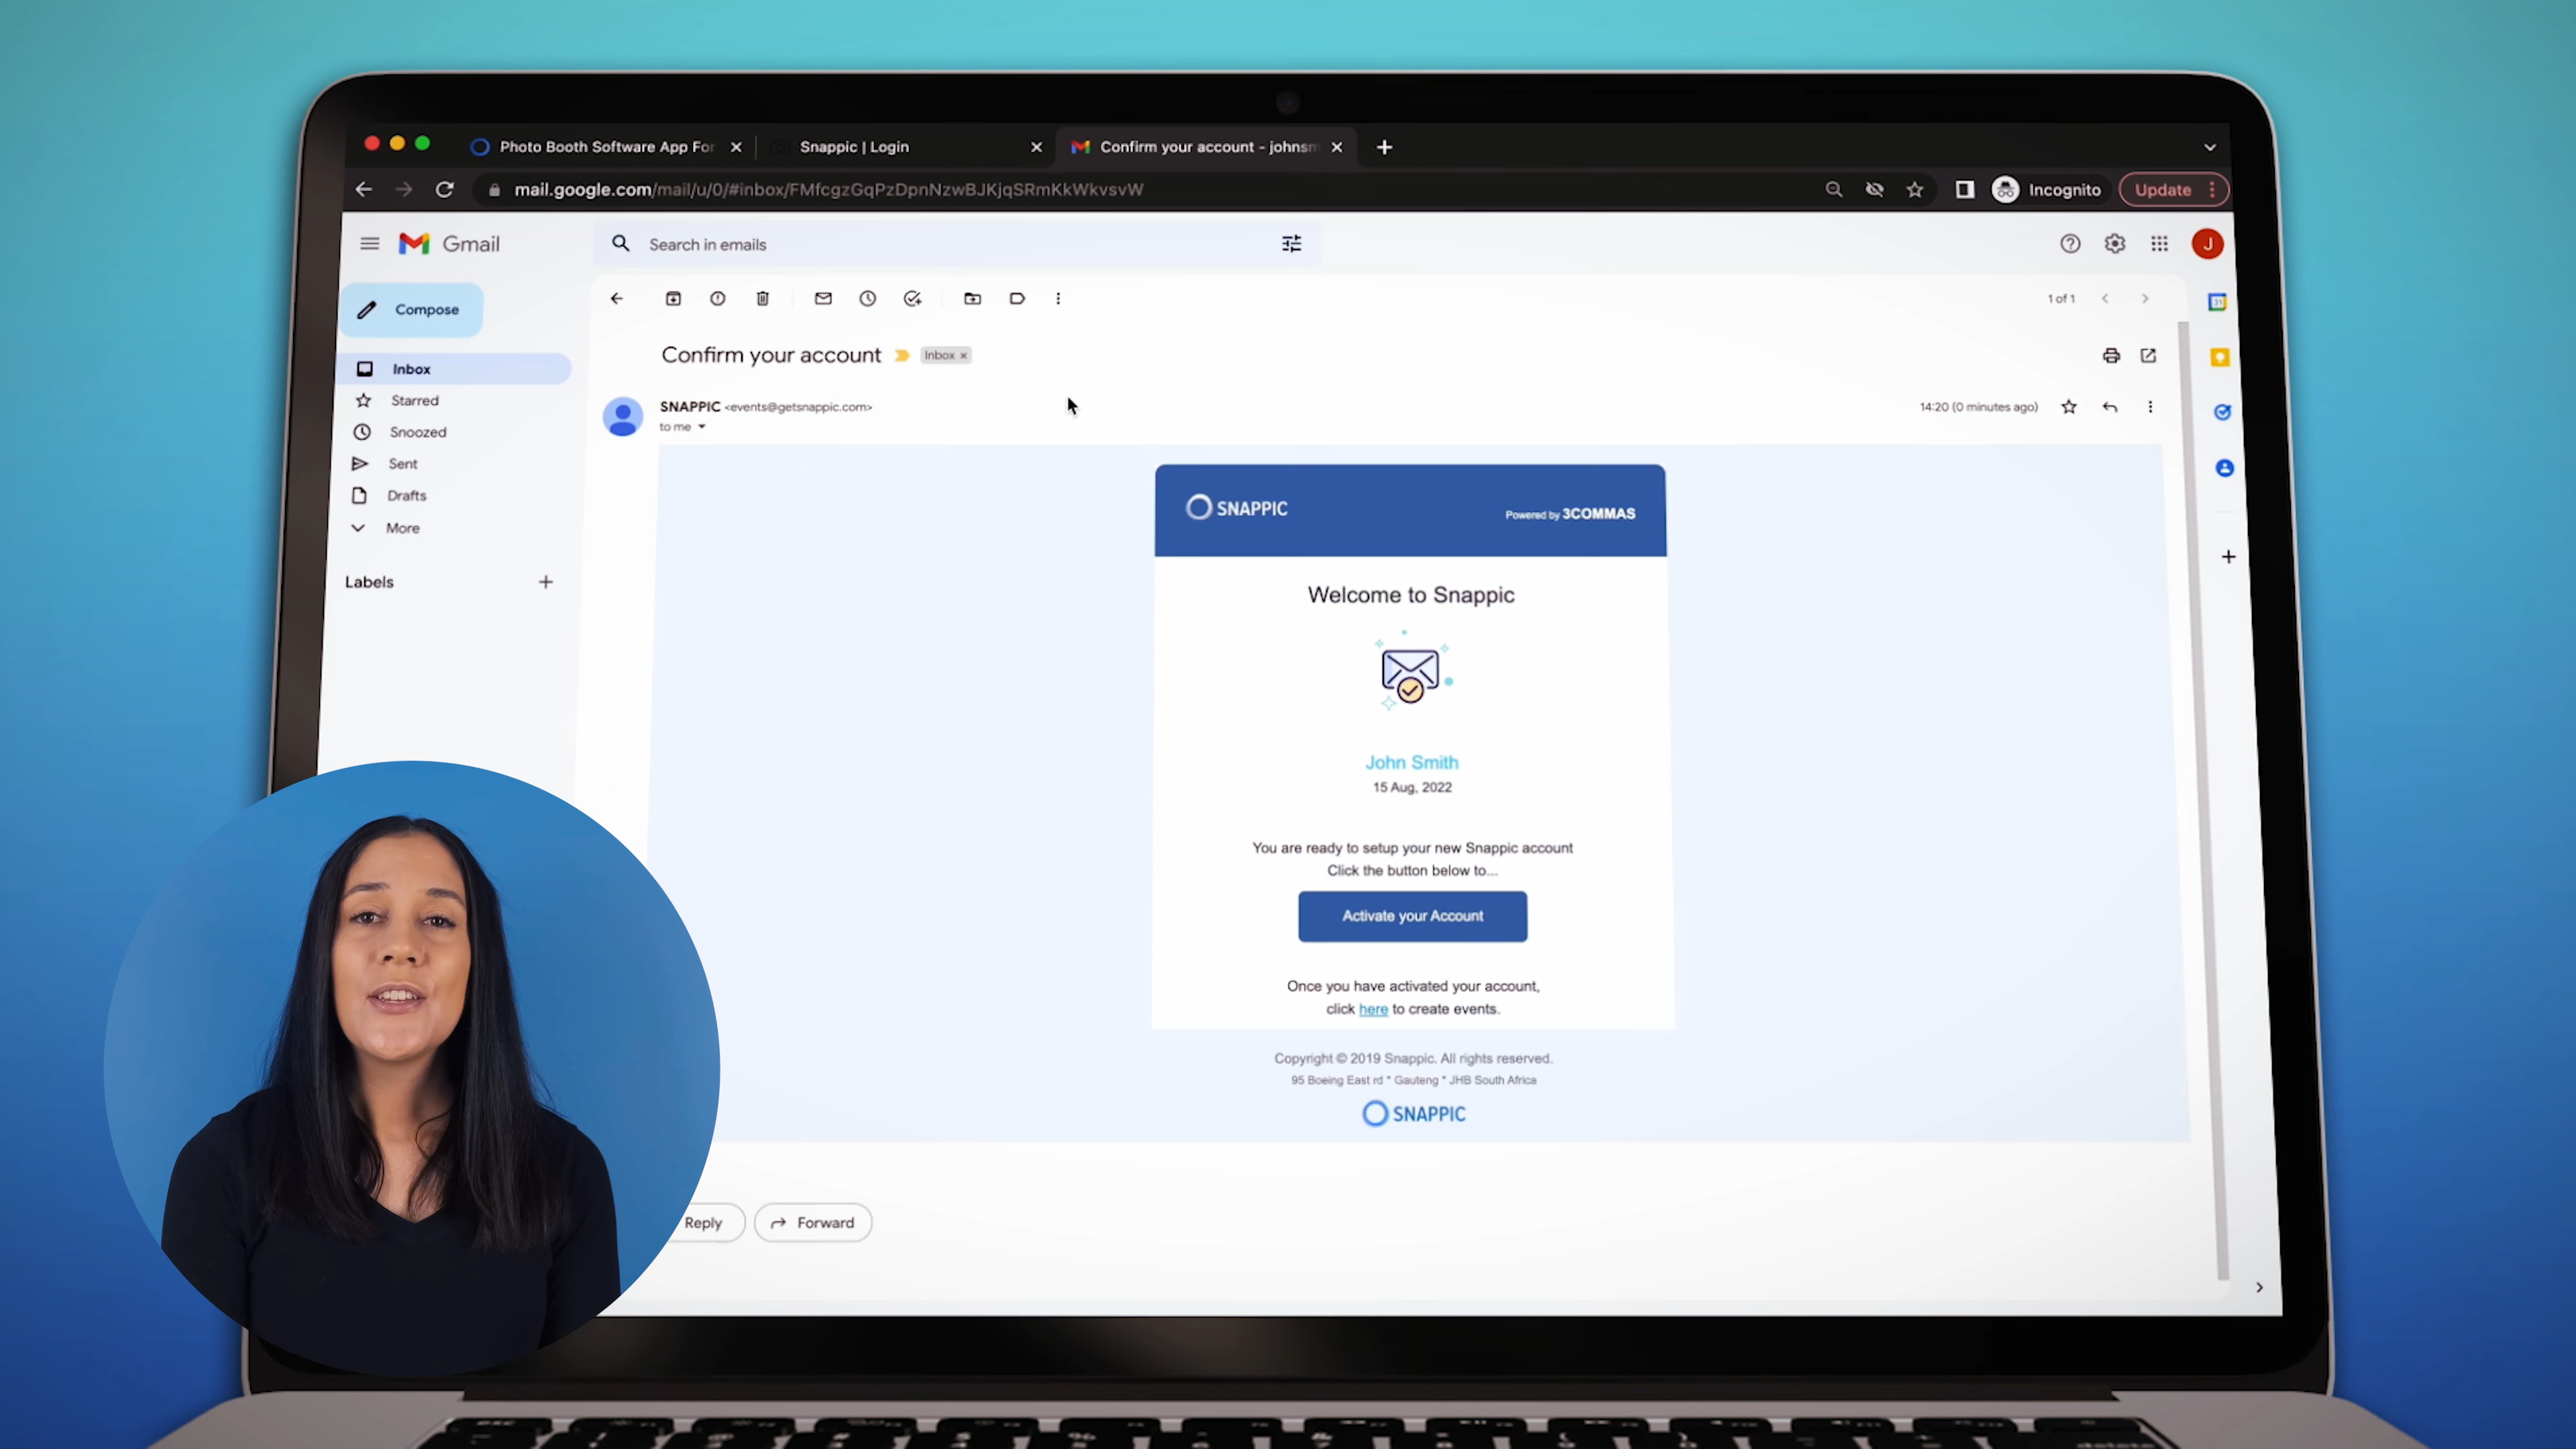 Photo Booth Software App For
Snappic | Login
Confirm your account - johnsm
mail.google.com/mail/u/0/#inbox/FMfcgzGqPzDpnNzwBJKjqSRmKkWkvsvW
Incognito
Update
Gmail
Search in emails
J
Compose
1 of 1
31
Confirm your account
Inbox x
Inbox
Starred
Snoozed
Sent
Drafts
More
Labels
SNAPPIC <events@getsnappic.com>
14:20 (0 minutes ago)
to me
SNAPPIC
Powered by 3COMMAS
Welcome to Snappic
John Smith
15 Aug, 2022
You are ready to setup your new Snappic account
Click the button below to...
Activate your Account
Once you have activated your account,
click here to create events.
Copyright © 2019 Snappic. All rights reserved.
95 Boeing East rd * Gauteng * JHB South Africa
SNAPPIC
Reply
Forward